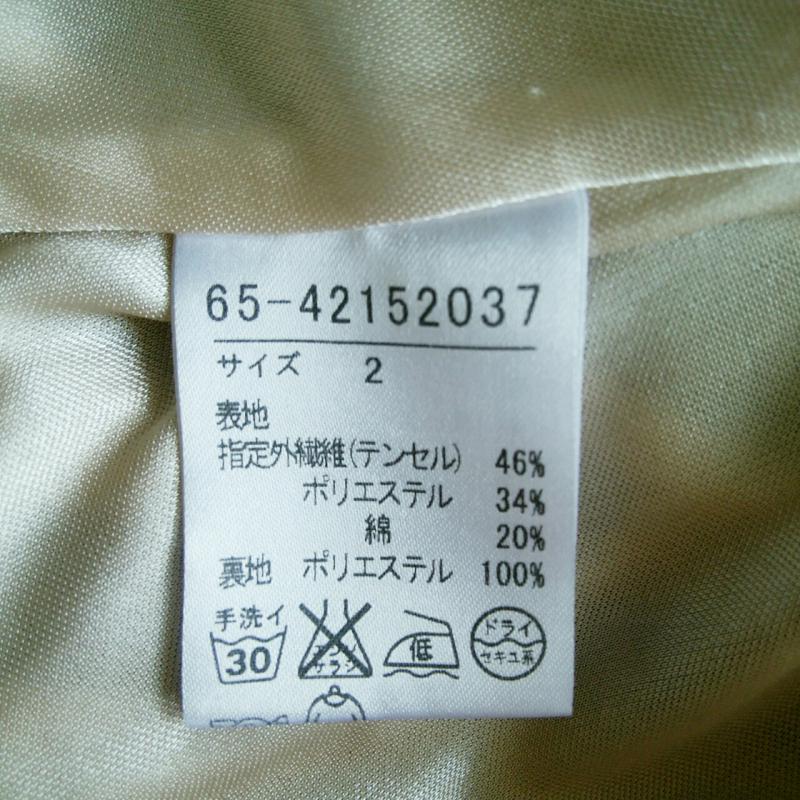 65-42152037
サイズ 2
表地
指定外繊維(テンセル) 46%
ポリエステル 34%
綿 20%
裏地 ポリエステル 100%
手洗イ
30
低
ドライ
セキユ系